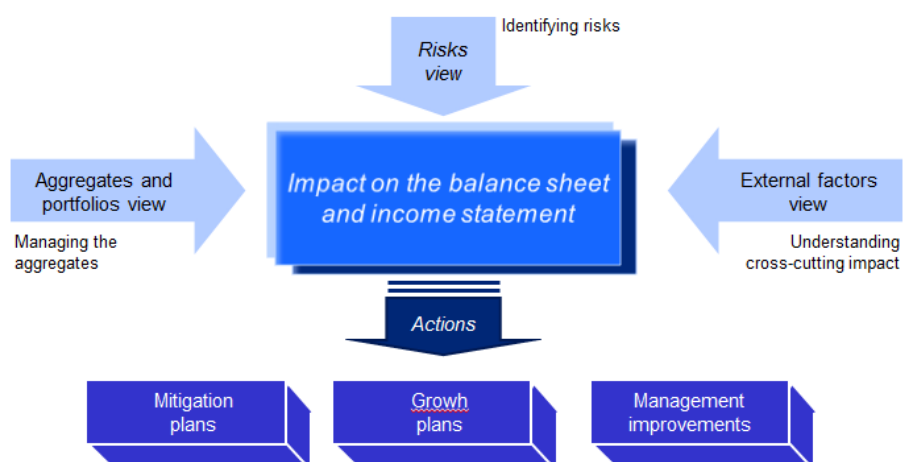 Identifying risks
Risks
view
Aggregates and
portfolios view
Managing the
aggregates
Impact on the balance sheet
and income statement
External factors
view
Understanding
cross-cutting impact
Actions
Mitigation
plans
Growh
plans
Management
improvements